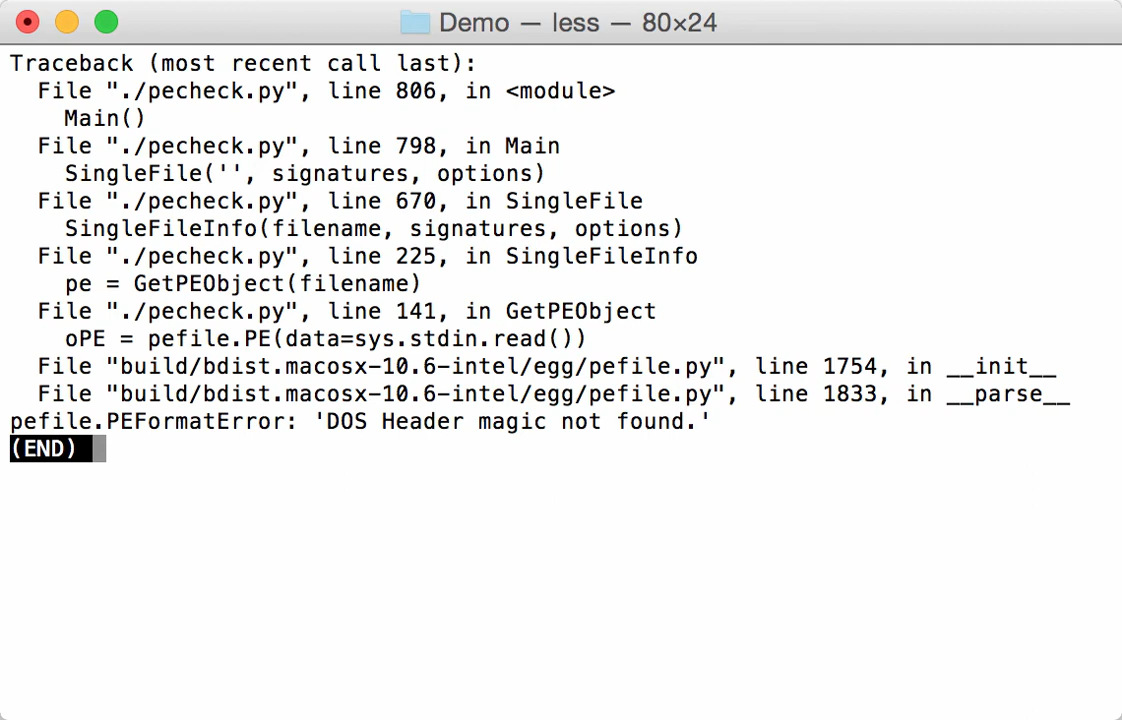 Demo — less — 80×24
Traceback (most recent call last):
  File "./pecheck.py", line 806, in <module>
    Main()
  File "./pecheck.py", line 798, in Main
    SingleFile('', signatures, options)
  File "./pecheck.py", line 670, in SingleFile
    SingleFileInfo(filename, signatures, options)
  File "./pecheck.py", line 225, in SingleFileInfo
    pe = GetPEObject(filename)
  File "./pecheck.py", line 141, in GetPEObject
    oPE = pefile.PE(data=sys.stdin.read())
  File "build/bdist.macosx-10.6-intel/egg/pefile.py", line 1754, in __init__
  File "build/bdist.macosx-10.6-intel/egg/pefile.py", line 1833, in __parse__
pefile.PEFormatError: 'DOS Header magic not found.'
(END)